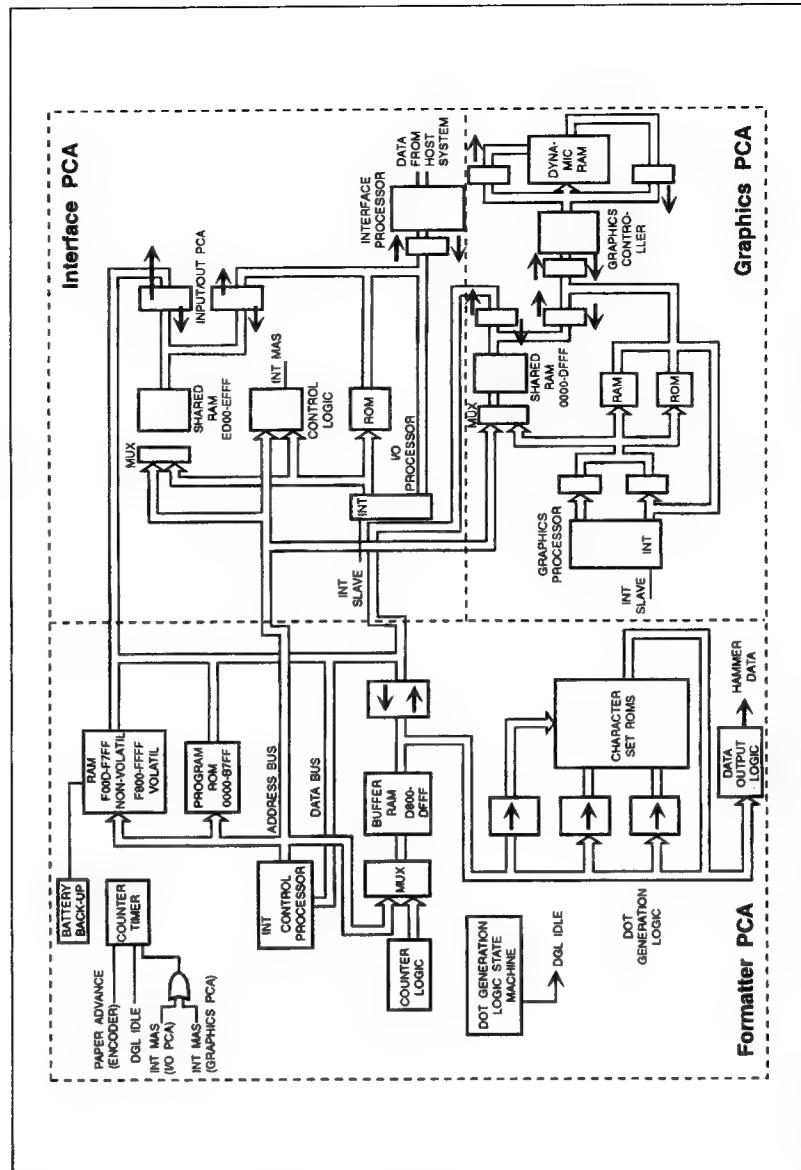 Interface PCA
INPUT/OUT PCA
DATA
FROM
HOST
SYSTEM
INTERFACE
PROCESSOR
SHARED
RAM
ED00-EFFF
MUX
INT MAS
CONTROL
LOGIC
ROM
I/O
PROCESSOR
INT
INT
SLAVE
Graphics PCA
DYNA-
MIC
RAM
GRAPHICS
CONTRO-
LLER
SHARED
RAM
0000-DFFF
MUX
RAM
ROM
GRAPHICS
PROCESSOR
INT
INT
SLAVE
RAM
F00D-F7FF
NON-VOLATIL
F800-FFFF
VOLATIL
PROGRAM
ROM
0000-B7FF
BATTERY
BACK-UP
COUNTER
TIMER
PAPER ADVANCE
(ENCODER)
DGL IDLE
INT MAS
(I/O PCA)
INT MAS
(GRAPHICS PCA)
ADDRESS BUS
DATA BUS
INT
CONTROL
PROCESSOR
BUFFER
RAM
D800-
DFFF
MUX
COUNTER
LOGIC
DOT GENERATION
LOGIC STATE
MACHINE
DGL IDLE
DOT
GENERATION
LOGIC
CHARACTER
SET ROMS
DATA
OUTPUT
LOGIC
HAMMER
DATA
Formatter PCA